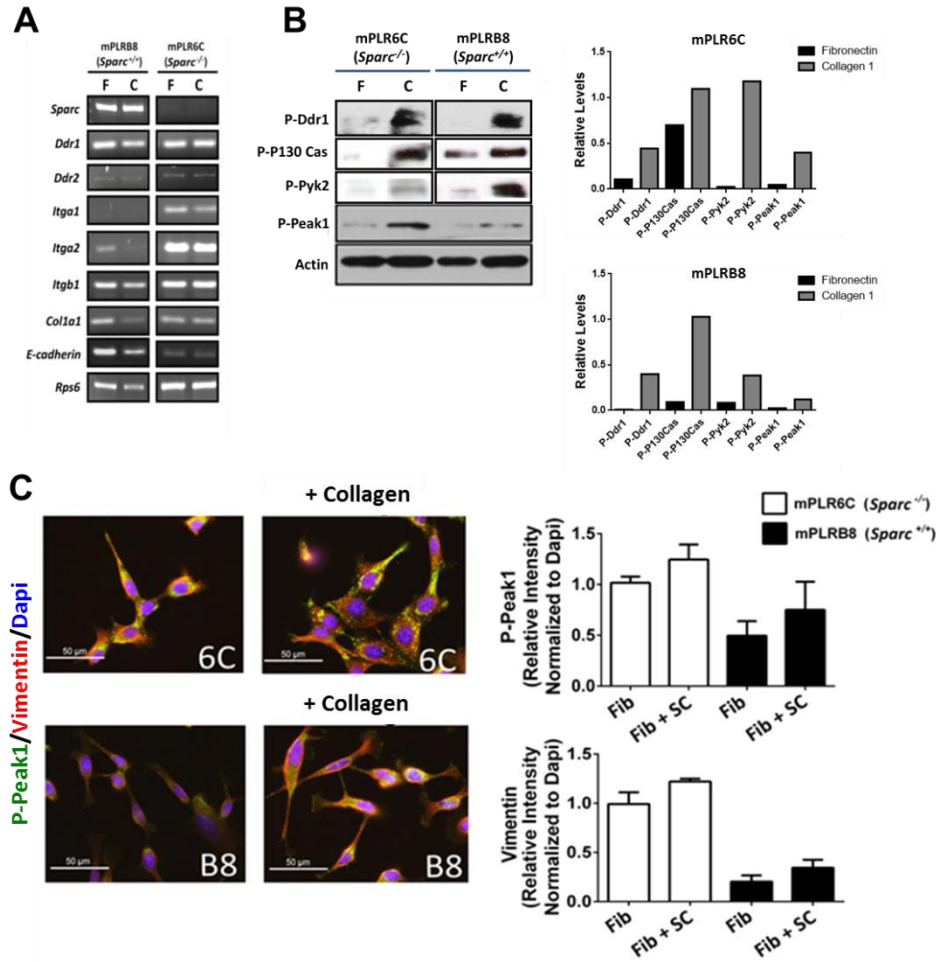 A
mPLRB8
(Sparc+/+)
mPLR6C
(Sparc-/-)
F C F C
Sparc
Ddr1
Ddr2
Itga1
Itga2
Itgb1
Col1a1
E-cadherin
Rps6
B
mPLR6C
(Sparc-/-)
mPLRB8
(Sparc+/+)
F C F C
P-Ddr1
P-P130 Cas
P-Pyk2
P-Peak1
Actin
mPLR6C
Fibronectin
Collagen 1
Relative Levels
1.5
1.0
0.5
0.0
P-Ddr1 P-Ddr1 P-P130Cas P-P130Cas P-Pyk2 P-Pyk2 P-Peak1 P-Peak1
mPLRB8
Fibronectin
Collagen 1
Relative Levels
1.5
1.0
0.5
0.0
P-Ddr1 P-Ddr1 P-P130Cas P-P130Cas P-Pyk2 P-Pyk2 P-Peak1 P-Peak1
C
P-Peak1/Vimentin/Dapi
+ Collagen
50 µm 6C
50 µm 6C
+ Collagen
50 µm B8
50 µm B8
mPLR6C (Sparc -/-)
mPLRB8 (Sparc +/+)
P-Peak1
(Relative Intensity
Normalized to Dapi)
1.5
1.0
0.5
0.0
Fib Fib + SC Fib Fib + SC
Vimentin
(Relative Intensity
Normalized to Dapi)
1.5
1.0
0.5
0.0
Fib Fib + SC Fib Fib + SC